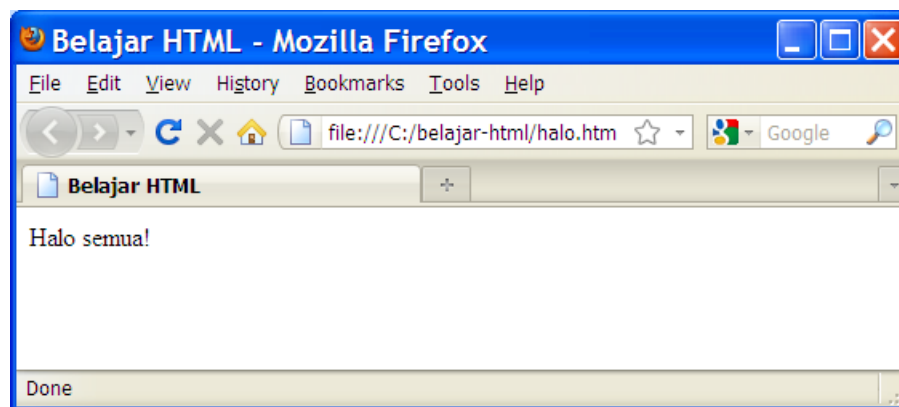 Belajar HTML - Mozilla Firefox
File Edit View History Bookmarks Tools Help
file:///C:/belajar-html/halo.htm Google
Belajar HTML
Halo semua!
Done